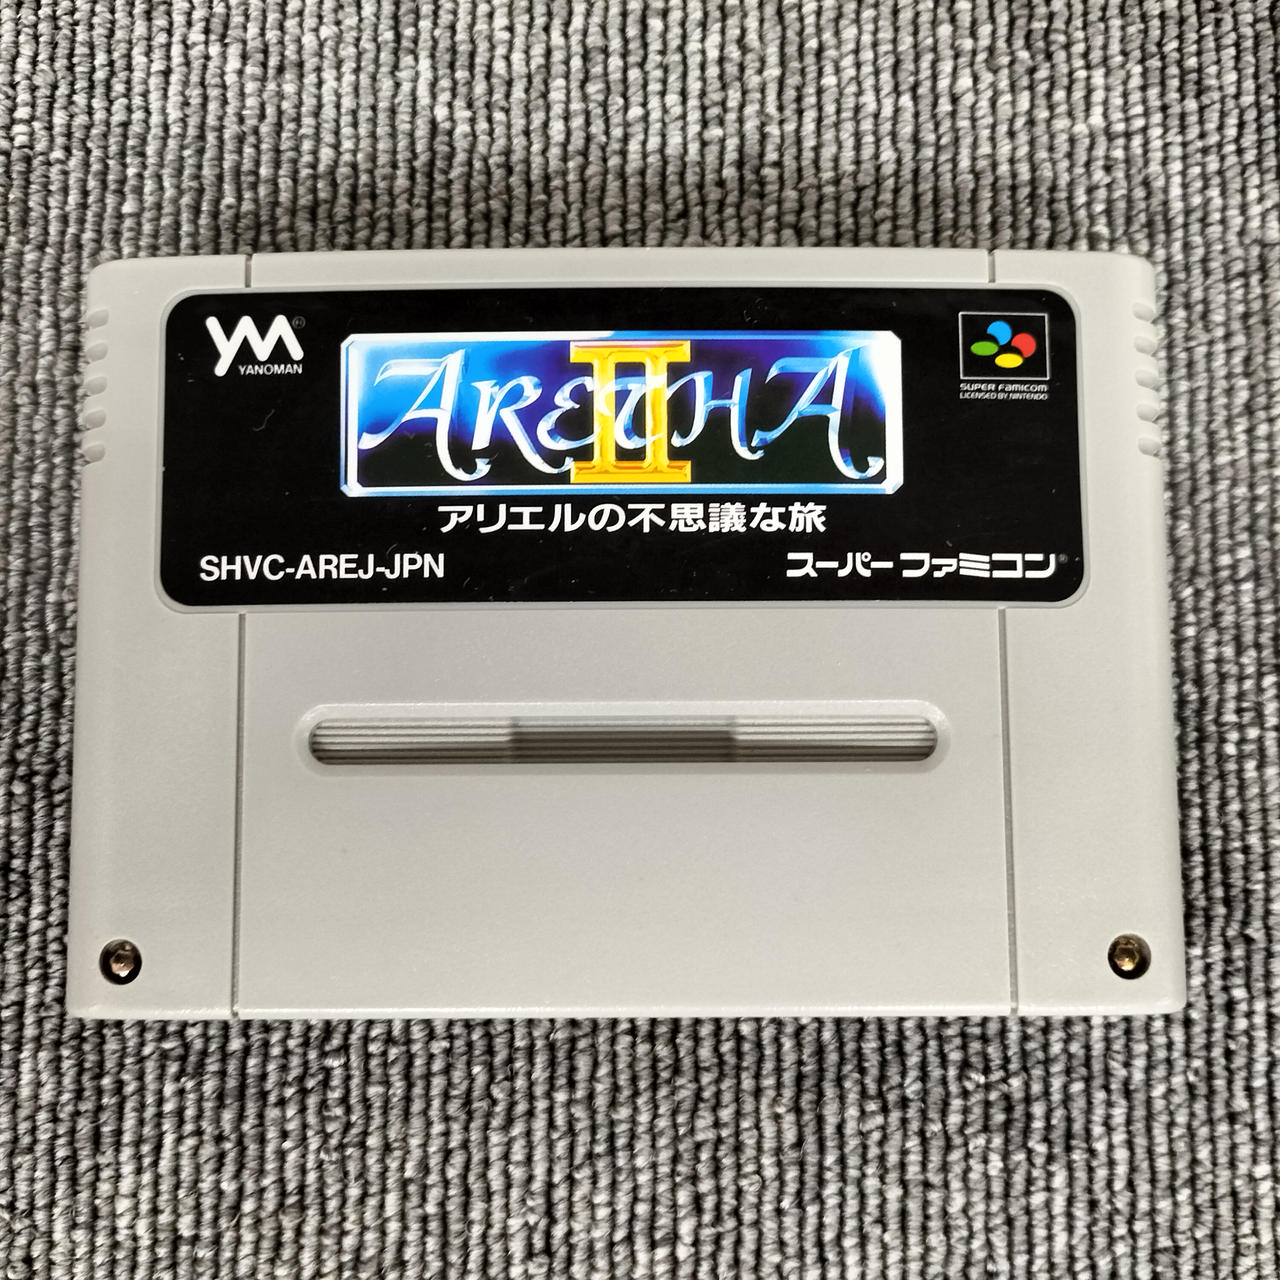 YM®
YANOMAN
ARETHA II
SUPER FAMICOM
LICENSED BY NINTENDO
アリエルの不思議な旅
SHVC-AREJ-JPN
スーパーファミコン®